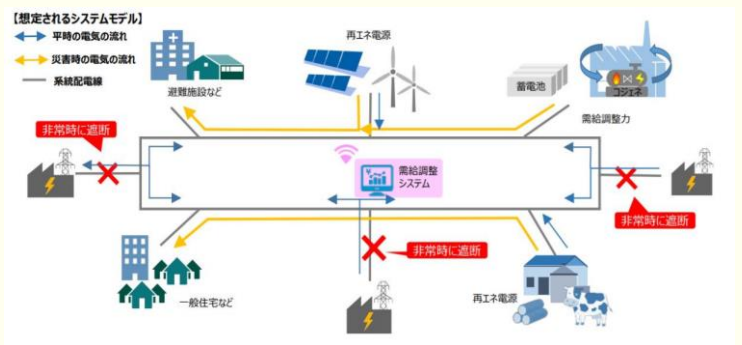 【想定されるシステムモデル】
平時の電気の流れ
災害時の電気の流れ
系統配電線
避難施設など
再エネ電源
蓄電池
コジェネ
需給調整力
非常時に遮断
需給調整
システム
非常時に遮断
非常時に遮断
一般住宅など
再エネ電源